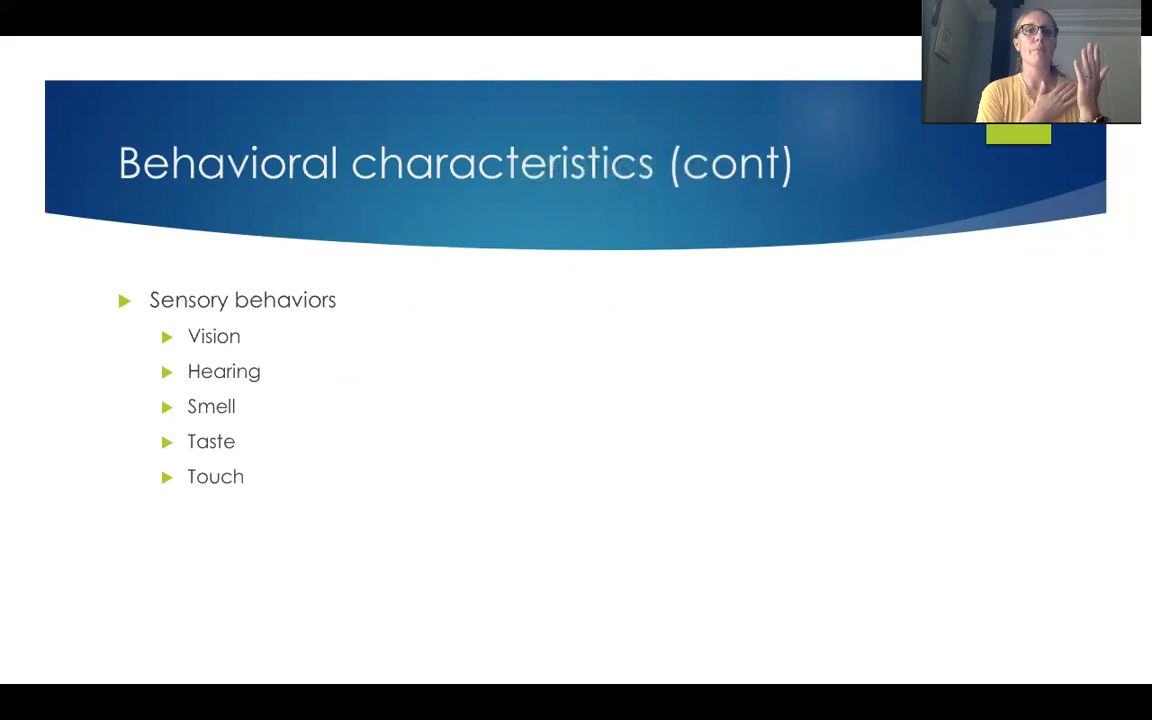 Behavioral characteristics (cont)
Sensory behaviors
Vision
Hearing
Smell
Taste
Touch